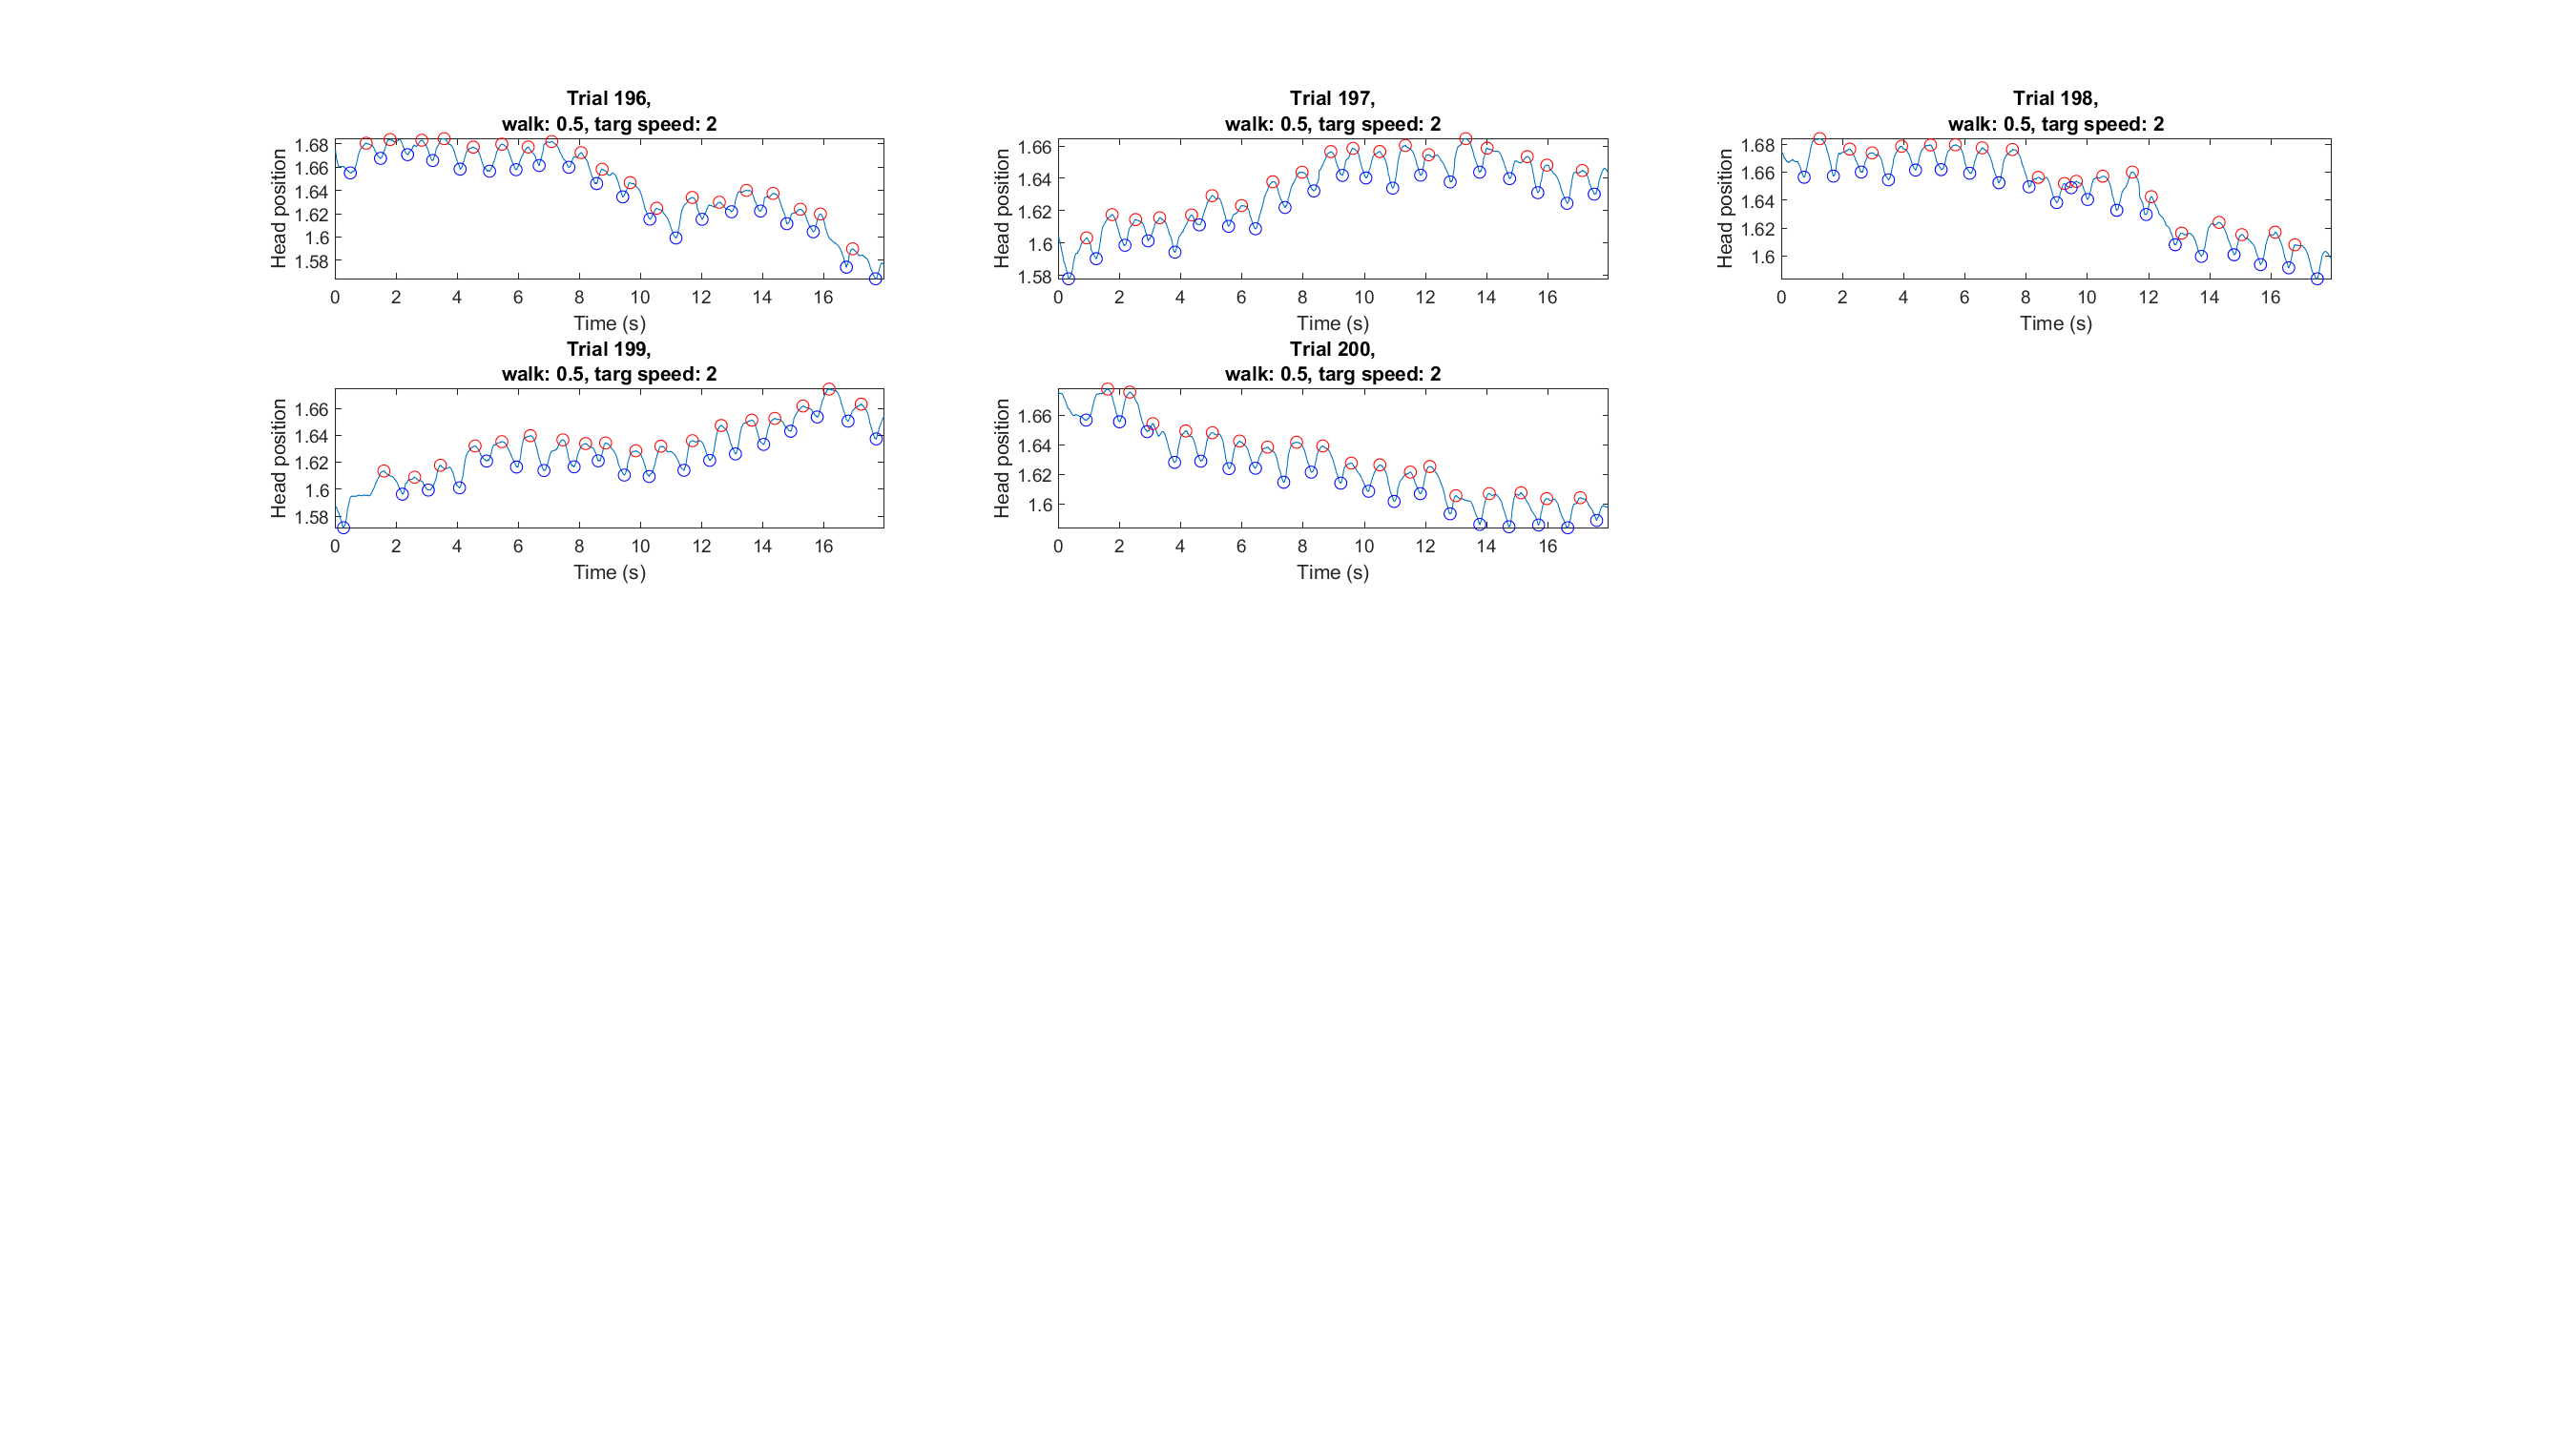 Trial 196,
walk: 0.5, targ speed: 2
Head position
1.68
1.66
1.64
1.62
1.6
1.58
0 2 4 6 8 10 12 14 16
Time (s)
Trial 197,
walk: 0.5, targ speed: 2
Head position
1.66
1.64
1.62
1.6
1.58
0 2 4 6 8 10 12 14 16
Time (s)
Trial 198,
walk: 0.5, targ speed: 2
Head position
1.68
1.66
1.64
1.62
1.6
0 2 4 6 8 10 12 14 16
Time (s)
Trial 199,
walk: 0.5, targ speed: 2
Head position
1.66
1.64
1.62
1.6
1.58
0 2 4 6 8 10 12 14 16
Time (s)
Trial 200,
walk: 0.5, targ speed: 2
Head position
1.66
1.64
1.62
1.6
0 2 4 6 8 10 12 14 16
Time (s)